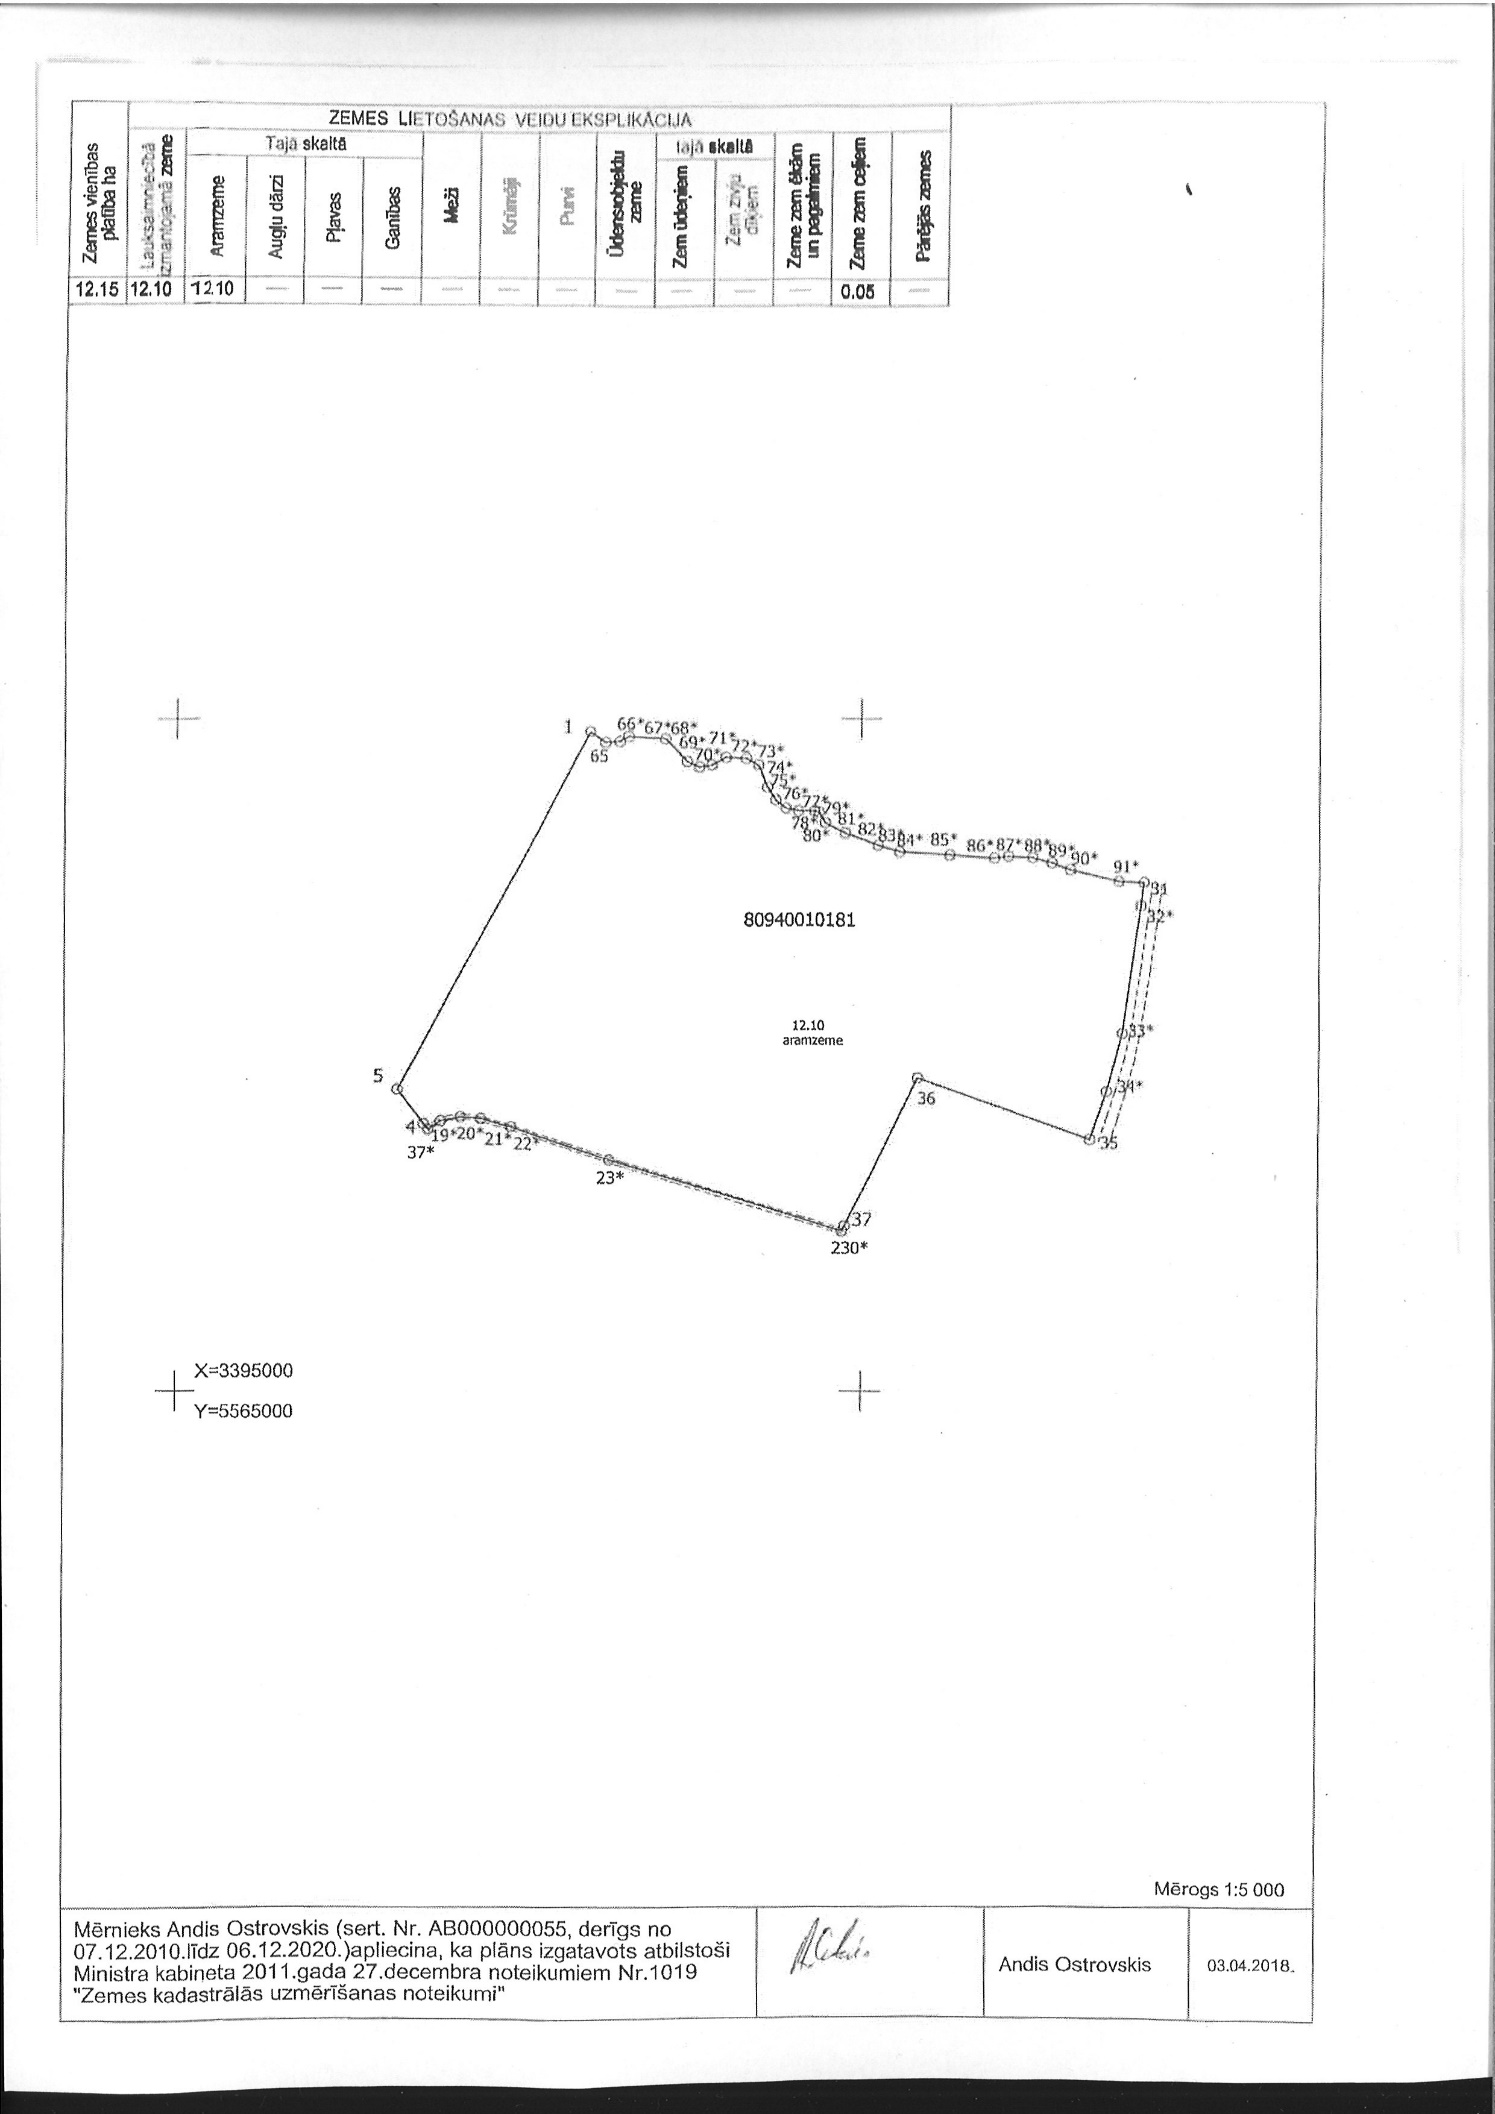 ZEMES LIETOŠANAS VEIDU EKSPLIKĀCIJA
Zemes vienības
platība ha
Lauksaimniecībā
izmantojamā zeme
Tajā skaitā
Aramzeme
Augļu dārzi
Pļavas
Ganības
Meži
Krūmāji
Purvi
Ūdensobjektu
zeme
tajā skaitā
Zem ūdeņiem
Zem zivju
dīķiem
Zeme zem ēkām
un pagalmiem
Zeme zem ceļiem
Pārējās zemes
12.15 12.10 12.10 — — — — — — — — — — 0.05 —
1
65
66*
67*
68*
69*
70*
71*
72*
73*
74*
75*
76*
77*
78*
79*
80*
81*
82*
83*
84*
85*
86*
87*
88*
89*
90*
91*
31
32*
80940010181
12.10
aramzeme
33*
34*
35
36
5
4
37*
19*
20*
21*
22*
23*
37
230*
X=3395000
Y=5565000
Mērogs 1:5 000
Mērnieks Andis Ostrovskis (sert. Nr. AB000000055, derīgs no
07.12.2010.līdz 06.12.2020.)apliecina, ka plāns izgatavots atbilstoši
Ministra kabineta 2011.gada 27.decembra noteikumiem Nr.1019
"Zemes kadastrālās uzmērīšanas noteikumi"
Andis Ostrovskis
03.04.2018.